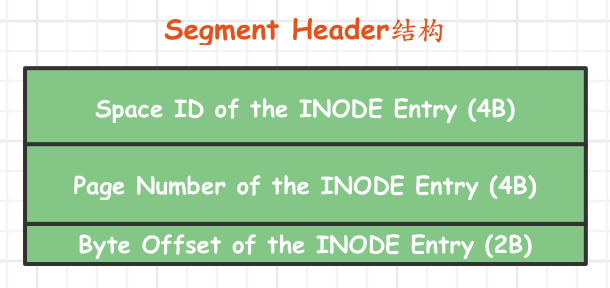 Segment Header结构
Space ID of the INODE Entry (4B)
Page Number of the INODE Entry (4B)
Byte Offset of the INODE Entry (2B)